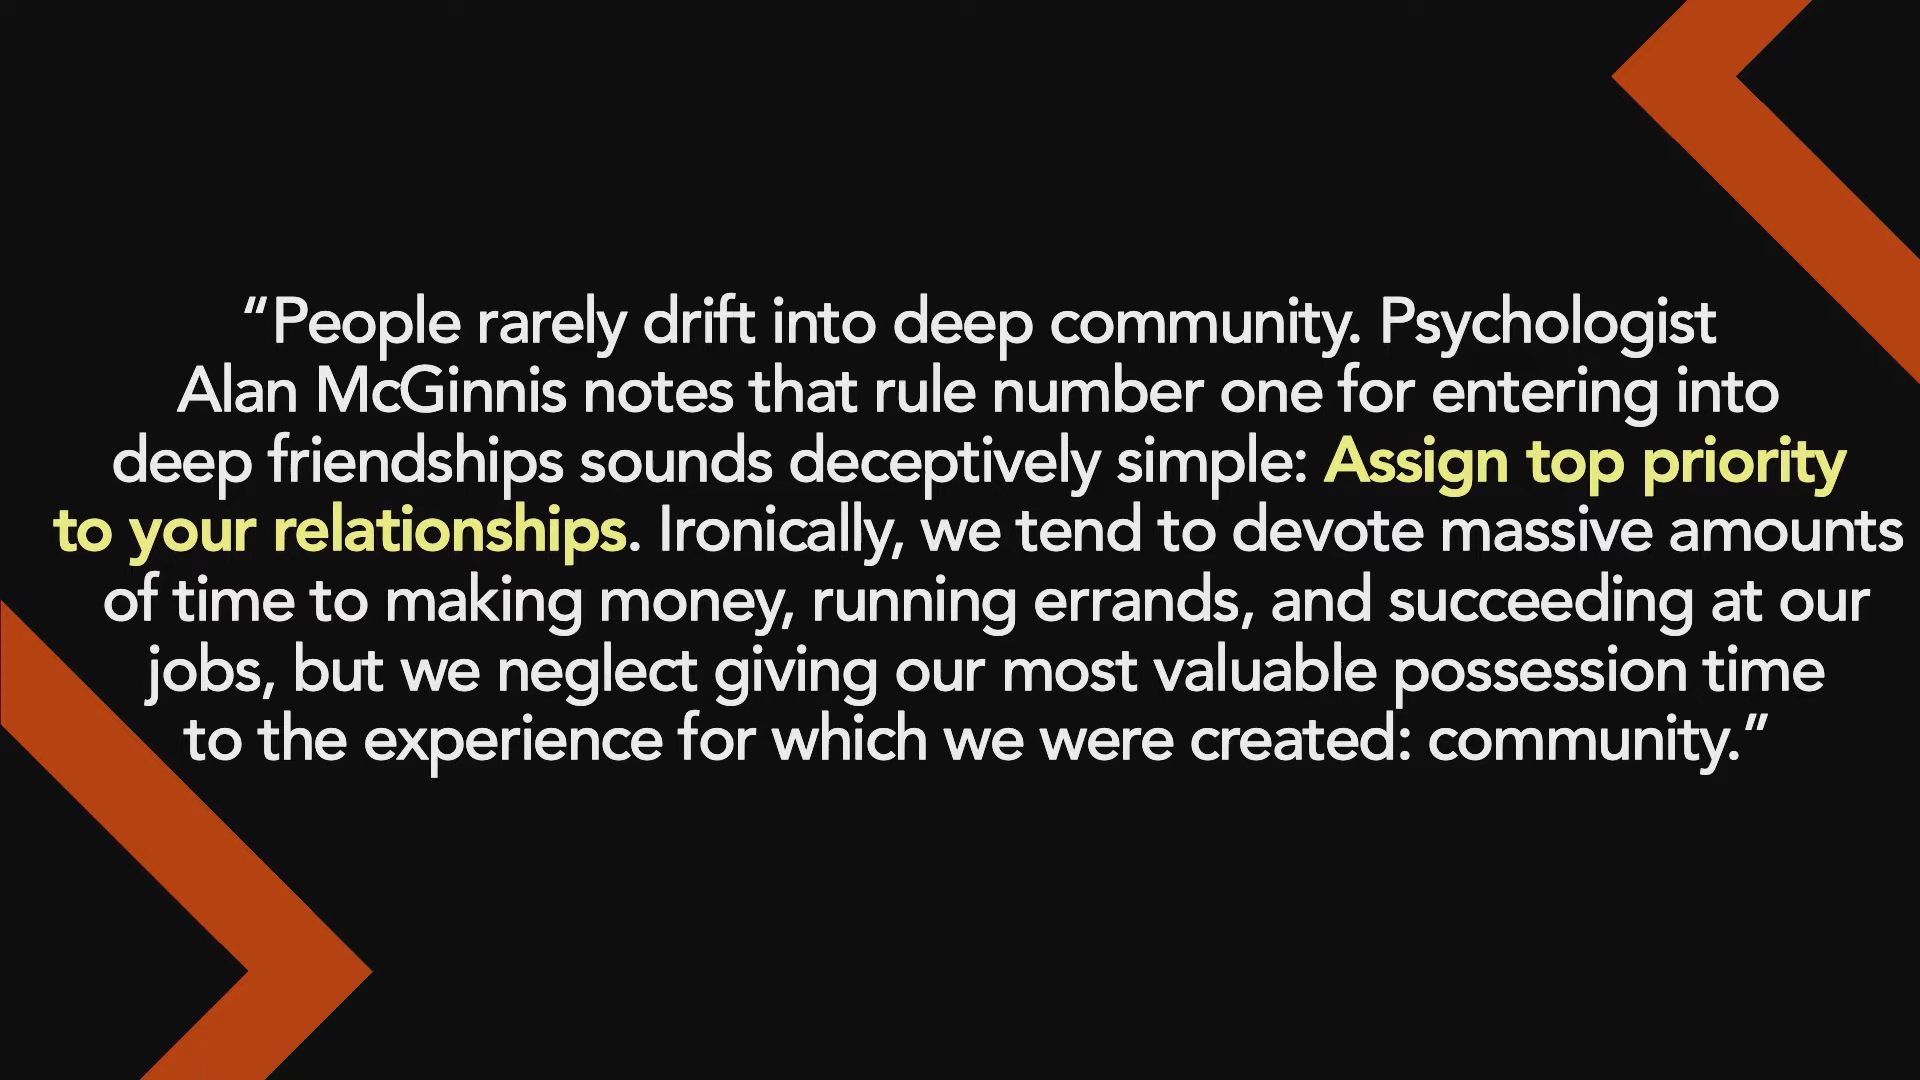 “People rarely drift into deep community. Psychologist
Alan McGinnis notes that rule number one for entering into
deep friendships sounds deceptively simple: Assign top priority
to your relationships. Ironically, we tend to devote massive amounts
of time to making money, running errands, and succeeding at our
jobs, but we neglect giving our most valuable possession time
to the experience for which we were created: community.”